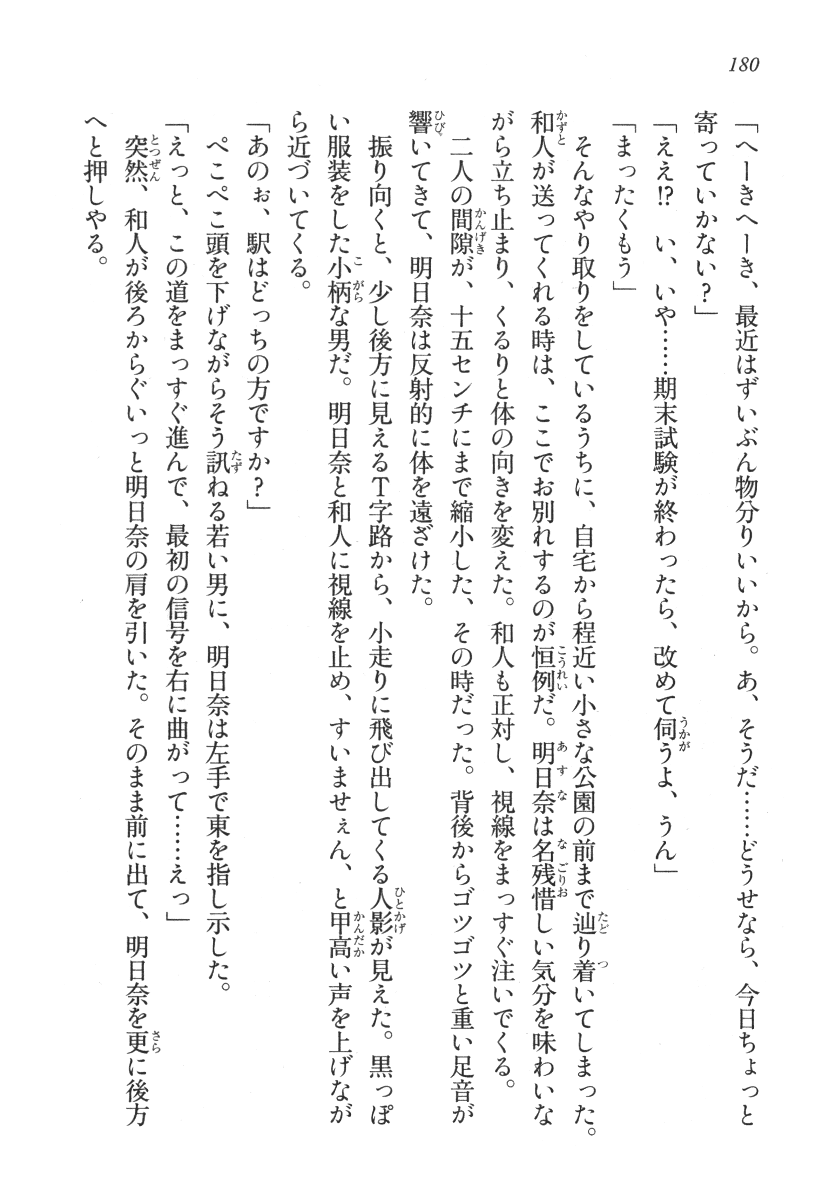 180
「へーきへーき、最近はずいぶん物分りいいから。あ、そうだ……どうせなら、今日ちょっと
寄っていかない？」
「ええ!?　い、いや……期末試験が終わったら、改めて伺うよ、うん」
「まったくもう」
　そんなやり取りをしているうちに、自宅から程近い小さな公園の前まで辿り着いてしまった。
和人が送ってくれる時は、ここでお別れするのが恒例だ。明日奈は名残惜しい気分を味わいな
がら立ち止まり、くるりと体の向きを変えた。和人も正対し、視線をまっすぐ注いでくる。
　二人の間隙が、十五センチにまで縮小した、その時だった。背後からゴツゴツと重い足音が
響いてきて、明日奈は反射的に体を遠ざけた。
　振り向くと、少し後方に見えるＴ字路から、小走りに飛び出してくる人影が見えた。黒っぽ
い服装をした小柄な男だ。明日奈と和人に視線を止め、すいませぇん、と甲高い声を上げなが
ら近づいてくる。
「あのぉ、駅はどっちの方ですか？」
　ぺこぺこ頭を下げながらそう訊ねる若い男に、明日奈は左手で東を指し示した。
「えっと、この道をまっすぐ進んで、最初の信号を右に曲がって……えっ」
　突然、和人が後ろからぐいっと明日奈の肩を引いた。そのまま前に出て、明日奈を更に後方
へと押しやる。